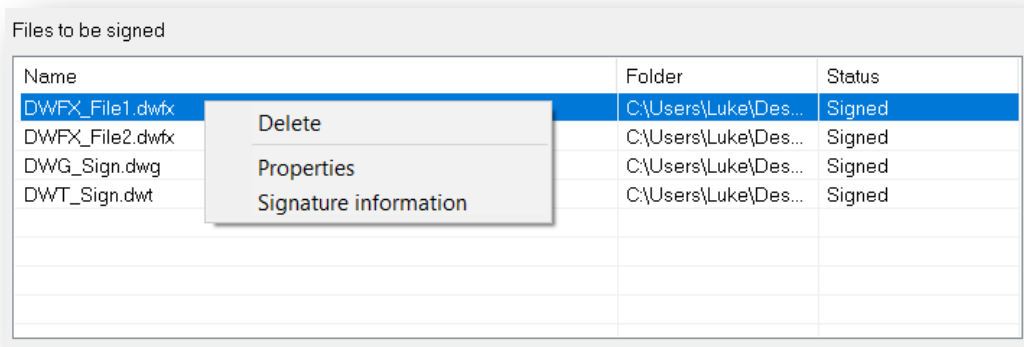 Files to be signed
Name Folder Status
DWFX_File1.dwfx C:\Users\Luke\Des... Signed
DWFX_File2.dwfx C:\Users\Luke\Des... Signed
DWG_Sign.dwg C:\Users\Luke\Des... Signed
DWT_Sign.dwt C:\Users\Luke\Des... Signed
Delete
Properties
Signature information